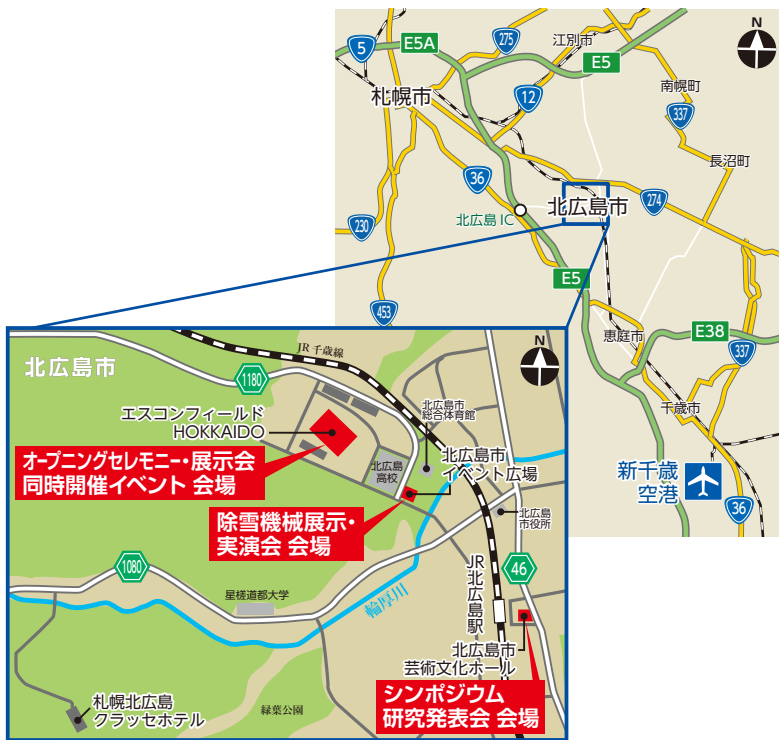 N
5
E5A
275
江別市
E5
札幌市
12
南幌町
337
長沼町
36
274
北広島市
北広島IC
230
E5
453
恵庭市
E38
337
千歳市
新千歳
空港
36
北広島市
JR千歳線
N
1180
エスコンフィールド
HOKKAIDO
北広島市
総合体育館
オープニングセレモニー・展示会
同時開催イベント 会場
北広島
高校
北広島市
イベント広場
除雪機械展示・
実演会 会場
北広島
市役所
1080
46
星槎道都大学
輪厚川
JR北広島駅
北広島市
芸術文化ホール
シンポジウム
研究発表会 会場
札幌北広島
クラッセホテル
緑葉公園